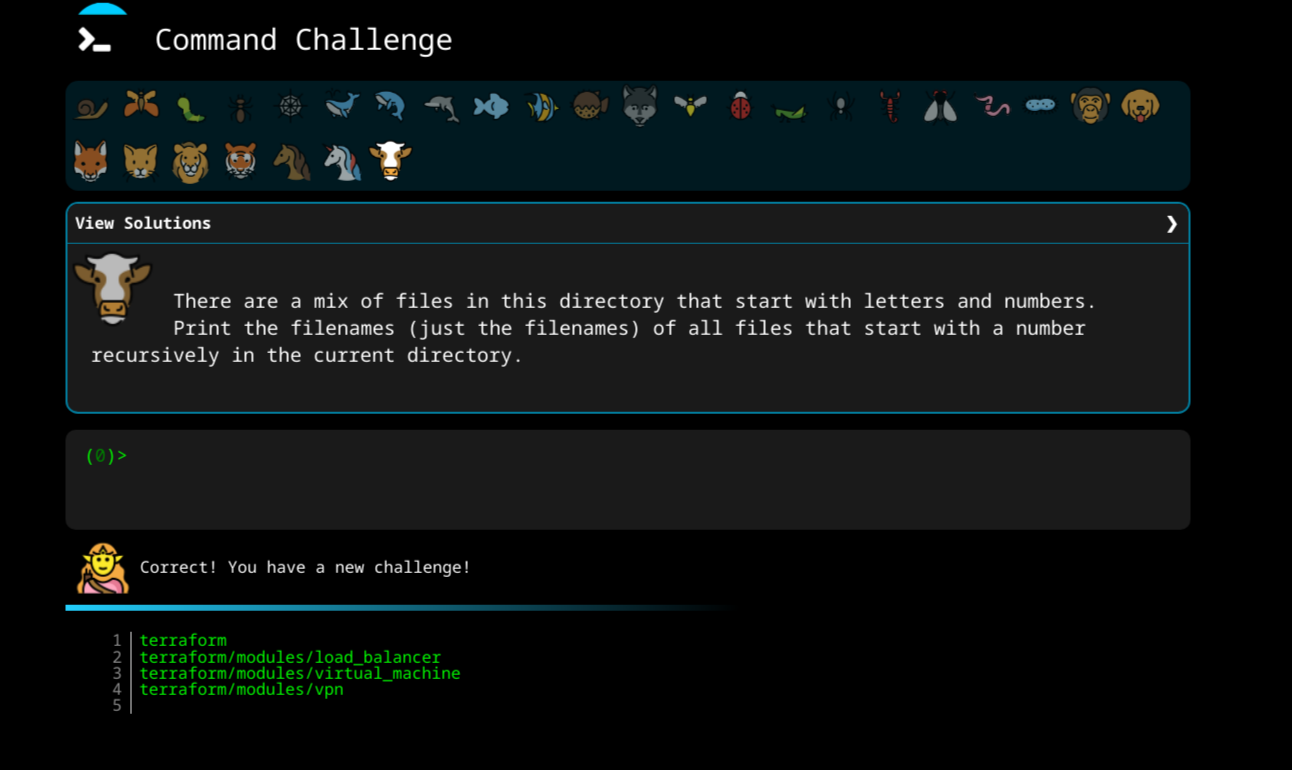 Command Challenge
View Solutions
There are a mix of files in this directory that start with letters and numbers.
Print the filenames (just the filenames) of all files that start with a number
recursively in the current directory.
(0)>
Correct! You have a new challenge!
1 terraform
2 terraform/modules/load_balancer
3 terraform/modules/virtual_machine
4 terraform/modules/vpn
5